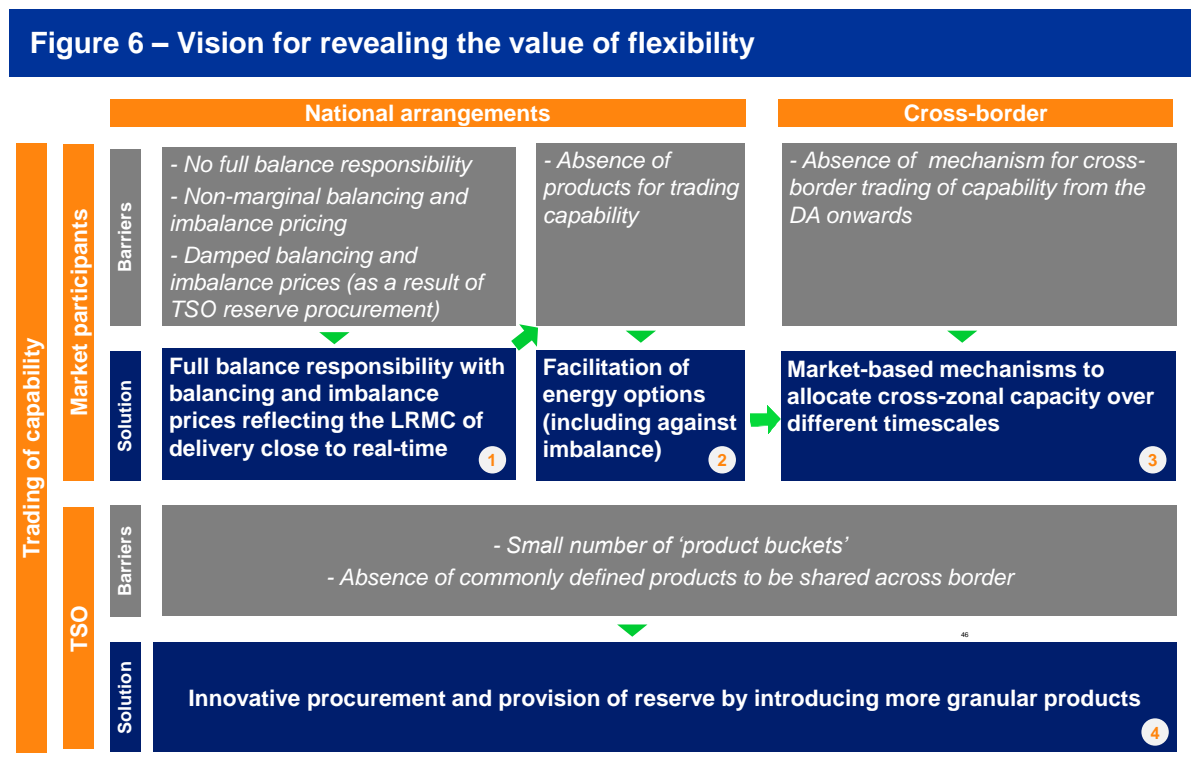 Figure 6 – Vision for revealing the value of flexibility
National arrangements
Cross-border
Trading of capability
Market participants
Barriers
- No full balance responsibility
- Non-marginal balancing and
imbalance pricing
- Damped balancing and
imbalance prices (as a result of
TSO reserve procurement)
- Absence of
products for trading
capability
- Absence of  mechanism for cross-
border trading of capability from the
DA onwards
Solution
Full balance responsibility with
balancing and imbalance
prices reflecting the LRMC of
delivery close to real-time
1
Facilitation of
energy options
(including against
imbalance)
2
Market-based mechanisms to
allocate cross-zonal capacity over
different timescales
3
TSO
Barriers
- Small number of ‘product buckets’
- Absence of commonly defined products to be shared across border
46
Solution
Innovative procurement and provision of reserve by introducing more granular products
4